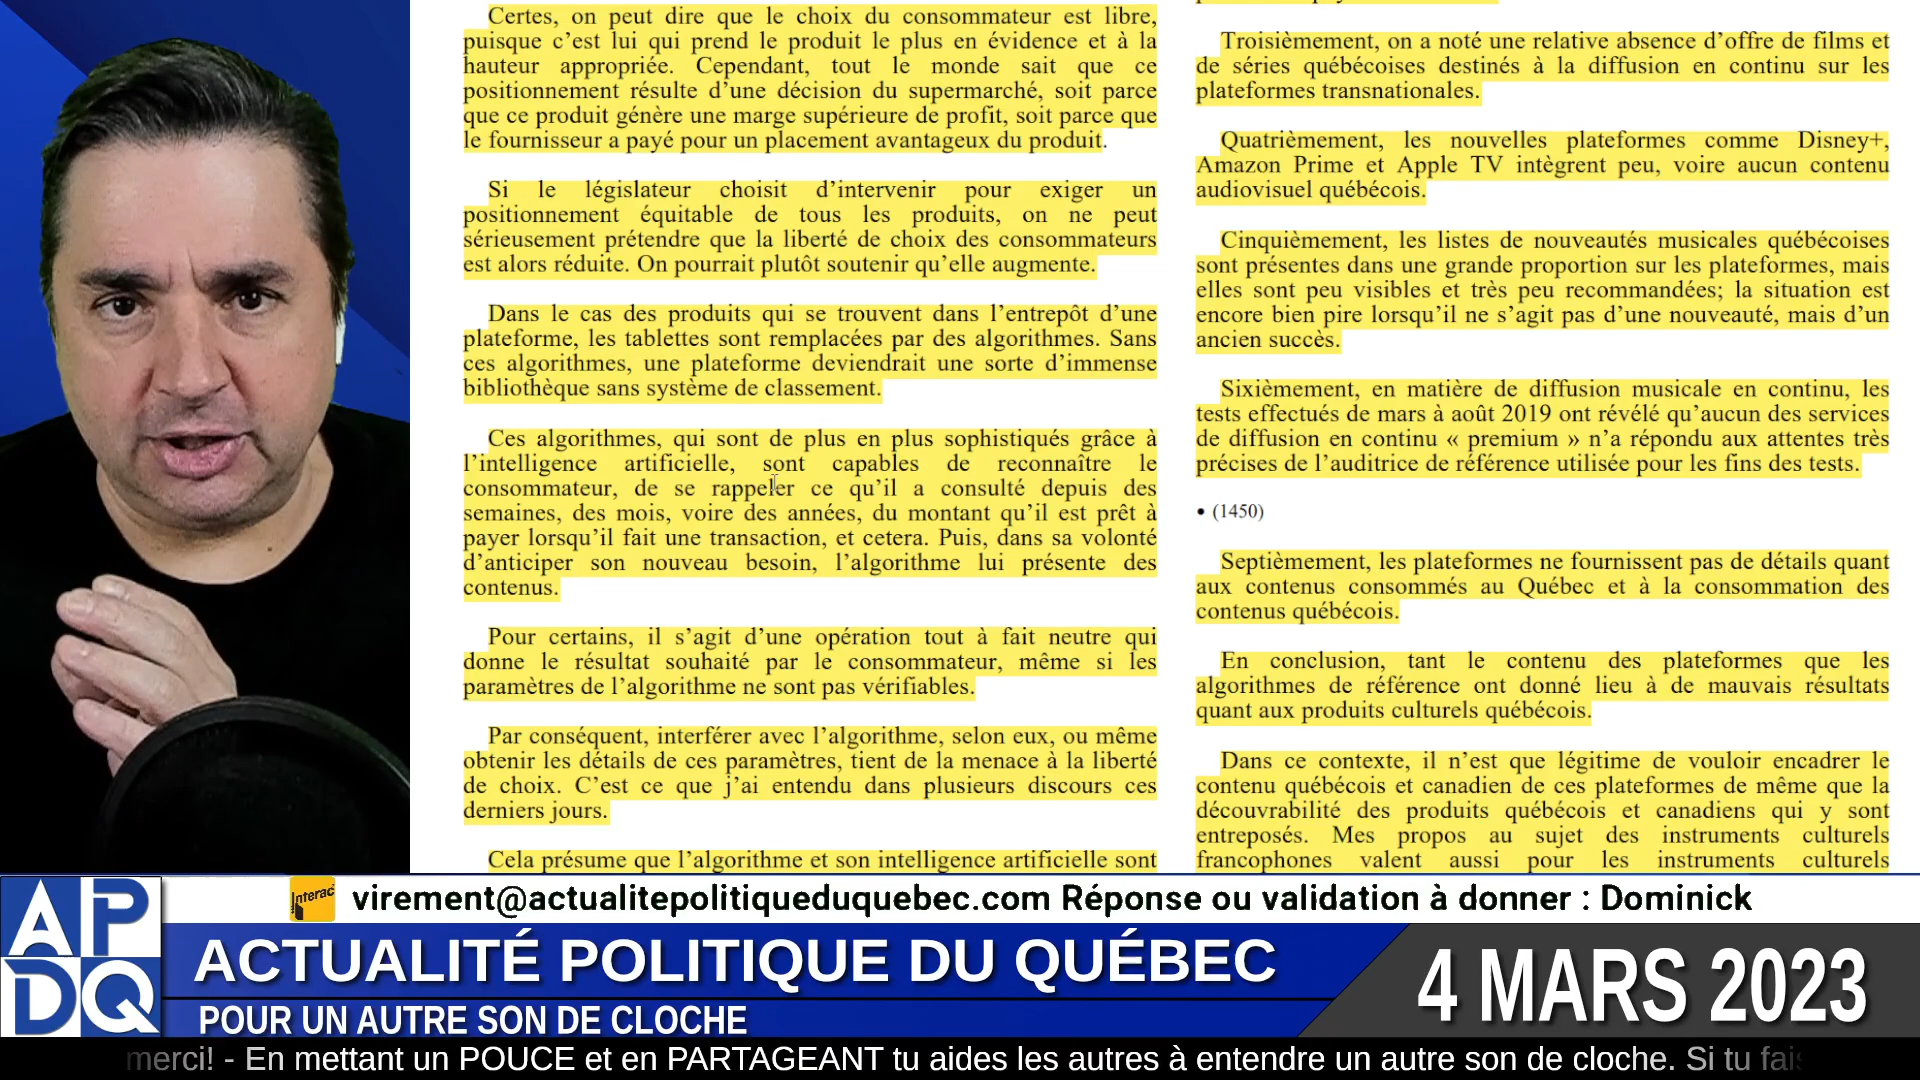 Certes, on peut dire que le choix du consommateur est libre,
puisque c’est lui qui prend le produit le plus en évidence et à la
hauteur appropriée. Cependant, tout le monde sait que ce
positionnement résulte d’une décision du supermarché, soit parce
que ce produit génère une marge supérieure de profit, soit parce que
le fournisseur a payé pour un placement avantageux du produit.
Si le législateur choisit d’intervenir pour exiger un
positionnement équitable de tous les produits, on ne peut
sérieusement prétendre que la liberté de choix des consommateurs
est alors réduite. On pourrait plutôt soutenir qu’elle augmente.
Dans le cas des produits qui se trouvent dans l’entrepôt d’une
plateforme, les tablettes sont remplacées par des algorithmes. Sans
ces algorithmes, une plateforme deviendrait une sorte d’immense
bibliothèque sans système de classement.
Ces algorithmes, qui sont de plus en plus sophistiqués grâce à
l’intelligence artificielle, sont capables de reconnaître le
consommateur, de se rappeler ce qu’il a consulté depuis des
semaines, des mois, voire des années, du montant qu’il est prêt à
payer lorsqu’il fait une transaction, et cetera. Puis, dans sa volonté
d’anticiper son nouveau besoin, l’algorithme lui présente des
contenus.
Pour certains, il s’agit d’une opération tout à fait neutre qui
donne le résultat souhaité par le consommateur, même si les
paramètres de l’algorithme ne sont pas vérifiables.
Par conséquent, interférer avec l’algorithme, selon eux, ou même
obtenir les détails de ces paramètres, tient de la menace à la liberté
de choix. C’est ce que j’ai entendu dans plusieurs discours ces
derniers jours.
Cela présume que l’algorithme et son intelligence artificielle sont
Troisièmement, on a noté une relative absence d’offre de films et
de séries québécoises destinés à la diffusion en continu sur les
plateformes transnationales.
Quatrièmement, les nouvelles plateformes comme Disney+,
Amazon Prime et Apple TV intègrent peu, voire aucun contenu
audiovisuel québécois.
Cinquièmement, les listes de nouveautés musicales québécoises
sont présentes dans une grande proportion sur les plateformes, mais
elles sont peu visibles et très peu recommandées; la situation est
encore bien pire lorsqu’il ne s’agit pas d’une nouveauté, mais d’un
ancien succès.
Sixièmement, en matière de diffusion musicale en continu, les
tests effectués de mars à août 2019 ont révélé qu’aucun des services
de diffusion en continu « premium » n’a répondu aux attentes très
précises de l’auditrice de référence utilisée pour les fins des tests.
• (1450)
Septièmement, les plateformes ne fournissent pas de détails quant
aux contenus consommés au Québec et à la consommation des
contenus québécois.
En conclusion, tant le contenu des plateformes que les
algorithmes de référence ont donné lieu à de mauvais résultats
quant aux produits culturels québécois.
Dans ce contexte, il n’est que légitime de vouloir encadrer le
contenu québécois et canadien de ces plateformes de même que la
découvrabilité des produits québécois et canadiens qui y sont
entreposés. Mes propos au sujet des instruments culturels
francophones valent aussi pour les instruments culturels
Interac virement@actualitepolitiqueduquebec.com Réponse ou validation à donner : Dominick
AP
DQ
ACTUALITÉ POLITIQUE DU QUÉBEC
POUR UN AUTRE SON DE CLOCHE
4 MARS 2023
merci! - En mettant un POUCE et en PARTAGEANT tu aides les autres à entendre un autre son de cloche. Si tu fais